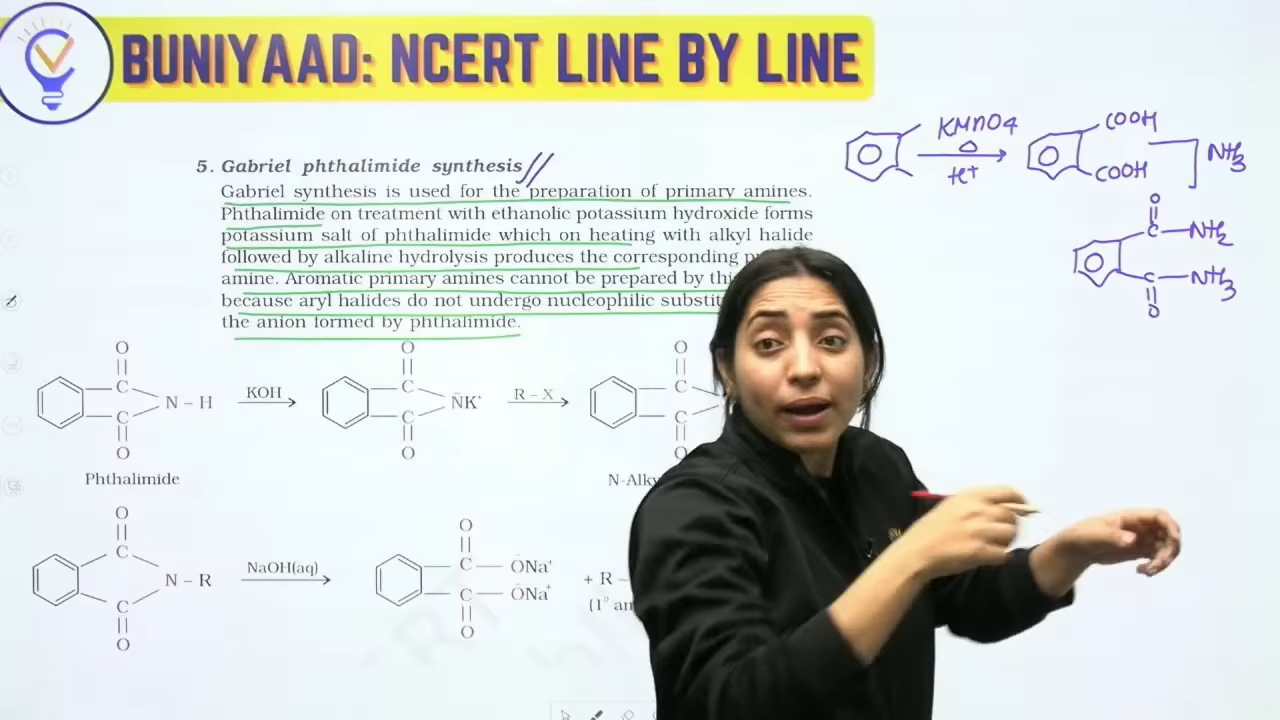 BUNIYAAD: NCERT LINE BY LINE
5. Gabriel phthalimide synthesis
Gabriel synthesis is used for the preparation of primary amines.
Phthalimide on treatment with ethanolic potassium hydroxide forms
potassium salt of phthalimide which on heating with alkyl halide
followed by alkaline hydrolysis produces the corresponding
amine. Aromatic primary amines cannot be prepared by
because aryl halides do not undergo nucleophilic
the anion formed by phthalimide.
KMnO4
Δ
H+
COOH
COOH
NH3
O
C NH2
C NH3
O
O O O
C C C
N – H KOH N̄K⁺ R – X
C C C
O O O
Phthalimide N-Alky
O O
C
N – R NaOH(aq) C ŌNa⁺ + R –
C ŌNa⁺ (1°
O O